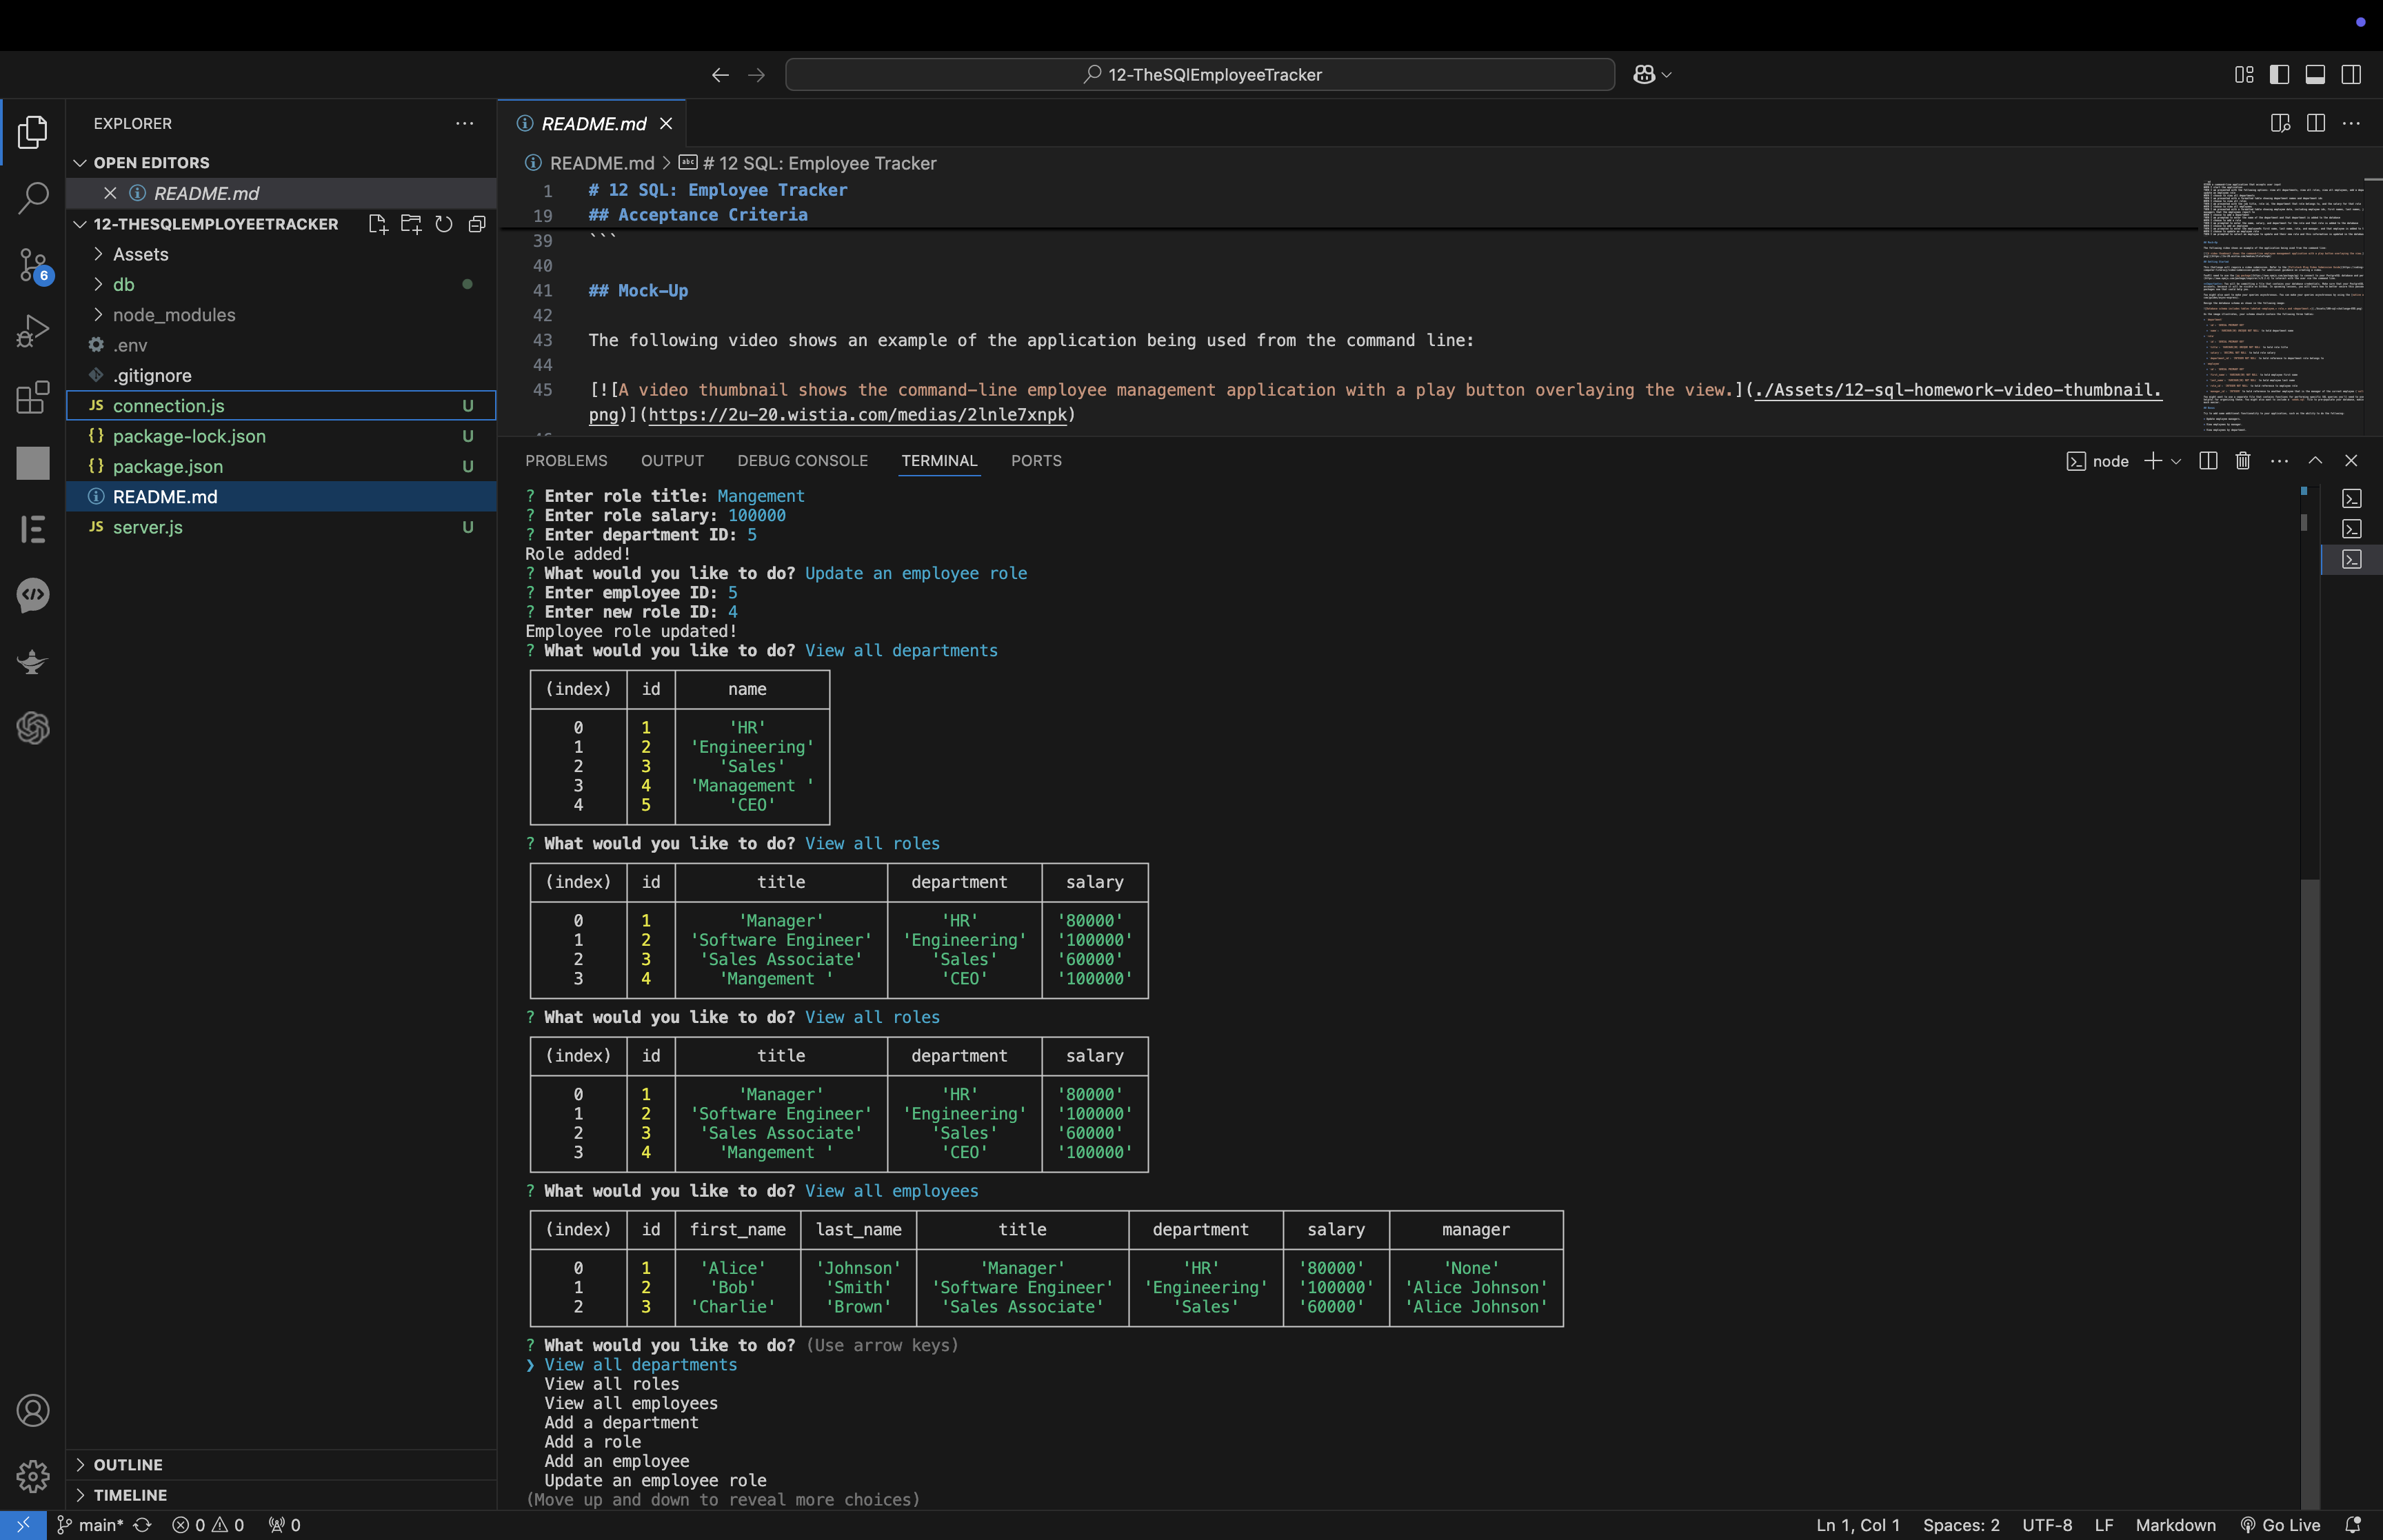 12-TheSQlEmployeeTracker
EXPLORER
OPEN EDITORS
README.md
12-THESQLEMPLOYEETRACKER
Assets
db
node_modules
.env
.gitignore
JS connection.js U
{} package-lock.json U
{} package.json U
README.md
JS server.js U
6
OUTLINE
TIMELINE
README.md
README.md > abc # 12 SQL: Employee Tracker
1 # 12 SQL: Employee Tracker
19 ## Acceptance Criteria
39 ```
40
41 ## Mock-Up
42
43 The following video shows an example of the application being used from the command line:
44
45 [![A video thumbnail shows the command-line employee management application with a play button overlaying the view.](./Assets/12-sql-homework-video-thumbnail.
png)](https://2u-20.wistia.com/medias/2lnle7xnpk)
PROBLEMS OUTPUT DEBUG CONSOLE TERMINAL PORTS
node
? Enter role title: Mangement
? Enter role salary: 100000
? Enter department ID: 5
Role added!
? What would you like to do? Update an employee role
? Enter employee ID: 5
? Enter new role ID: 4
Employee role updated!
? What would you like to do? View all departments
(index) id name
0 1 'HR'
1 2 'Engineering'
2 3 'Sales'
3 4 'Management '
4 5 'CEO'
? What would you like to do? View all roles
(index) id title department salary
0 1 'Manager' 'HR' '80000'
1 2 'Software Engineer' 'Engineering' '100000'
2 3 'Sales Associate' 'Sales' '60000'
3 4 'Mangement ' 'CEO' '100000'
? What would you like to do? View all roles
(index) id title department salary
0 1 'Manager' 'HR' '80000'
1 2 'Software Engineer' 'Engineering' '100000'
2 3 'Sales Associate' 'Sales' '60000'
3 4 'Mangement ' 'CEO' '100000'
? What would you like to do? View all employees
(index) id first_name last_name title department salary manager
0 1 'Alice' 'Johnson' 'Manager' 'HR' '80000' 'None'
1 2 'Bob' 'Smith' 'Software Engineer' 'Engineering' '100000' 'Alice Johnson'
2 3 'Charlie' 'Brown' 'Sales Associate' 'Sales' '60000' 'Alice Johnson'
? What would you like to do? (Use arrow keys)
❯ View all departments
View all roles
View all employees
Add a department
Add a role
Add an employee
Update an employee role
(Move up and down to reveal more choices)
main* 0 0 0
Ln 1, Col 1 Spaces: 2 UTF-8 LF Markdown Go Live